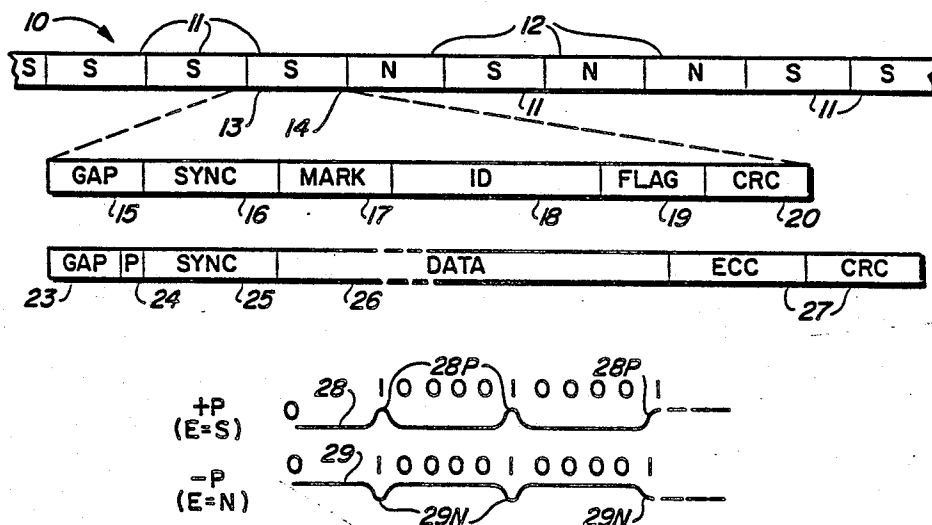 10 11 12
S S S S N S N N S S
13 14 11 11
GAP SYNC MARK ID FLAG CRC
15 16 17 18 19 20
GAP P SYNC DATA ECC CRC
23 24 25 26 27
28P 28P
28 1 0 0 0 0 1 0 0 0 0 1
+P 0
(E=S)
29 1 0 0 0 0 1 0 0 0 0 1
-P 0
(E=N)
29N 29N